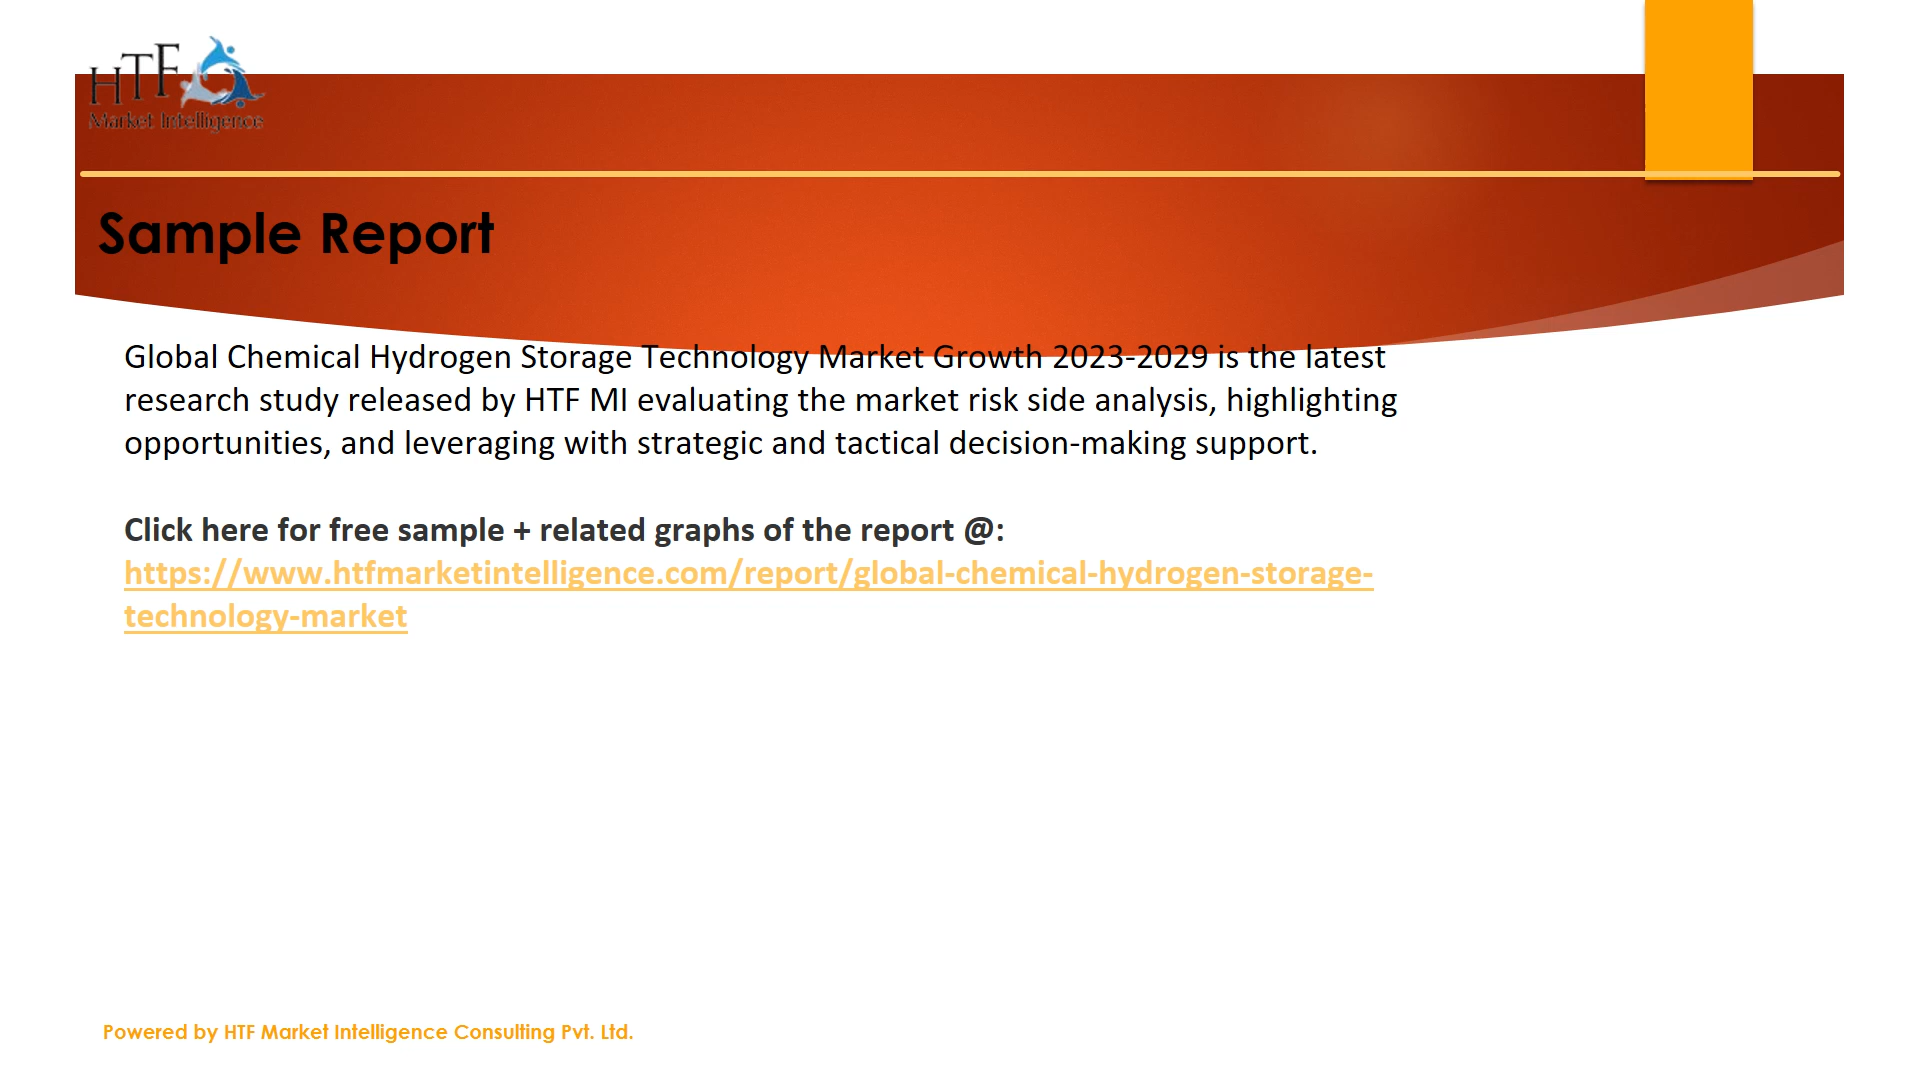 HTF
Market Intelligence
Sample Report
Global Chemical Hydrogen Storage Technology Market Growth 2023-2029 is the latest
research study released by HTF MI evaluating the market risk side analysis, highlighting
opportunities, and leveraging with strategic and tactical decision-making support.
Click here for free sample + related graphs of the report @:
https://www.htfmarketintelligence.com/report/global-chemical-hydrogen-storage-
technology-market
Powered by HTF Market Intelligence Consulting Pvt. Ltd.